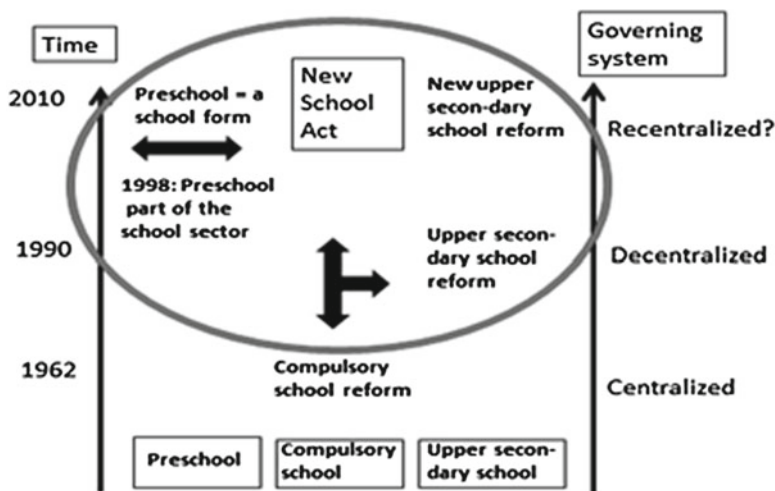 Time
Governing
system
2010
Preschool = a
school form
New
School
Act
New upper
secon-dary
school reform
Recentralized?
1998: Preschool
part of the
school sector
1990
Upper secon-
dary school
reform
Decentralized
1962
Compulsory
school reform
Centralized
Preschool
Compulsory
school
Upper secon-
dary school